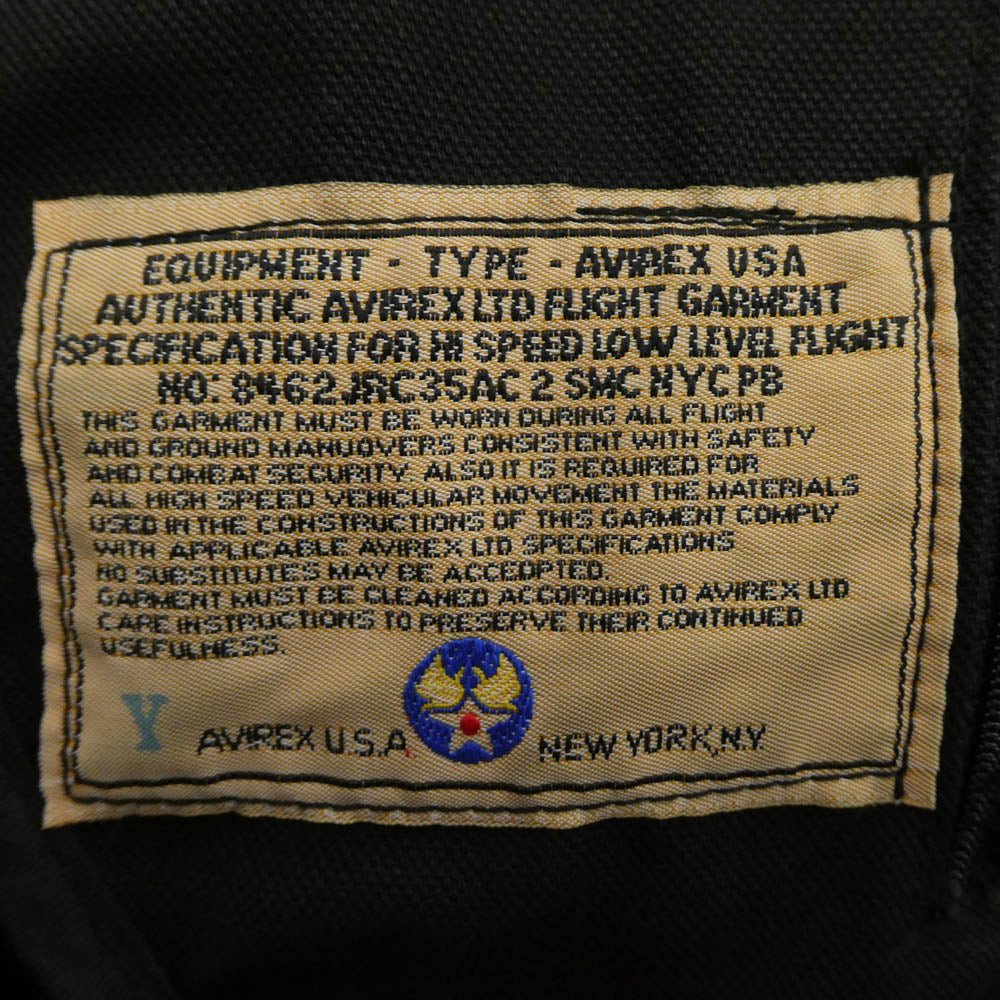 EQUIPMENT - TYPE - AVIREX USA
AUTHENTIC AVIREX LTD FLIGHT GARMENT
SPECIFICATION FOR HI SPEED LOW LEVEL FLIGHT
NO: 8462JRC35AC 2 SMC NYC PB
THIS GARMENT MUST BE WORN DURING ALL FLIGHT
AND GROUND MANUOVERS CONSISTENT WITH SAFETY
AND COMBAT SECURITY. ALSO IT IS REQUIRED FOR
ALL HIGH SPEED VEHICULAR MOVEMENT THE MATERIALS
USED IN THE CONSTRUCTIONS OF THIS GARMENT COMPLY
WITH APPLICABLE AVIREX LTD SPECIFICATIONS
NO SUBSTITUTES MAY BE ACCEDPTED.
GARMENT MUST BE CLEANED ACCORDING TO AVIREX LTD
CARE INSTRUCTIONS TO PRESERVE THEIR CONTINUED
USEFULNESS.
Y AVIREX U.S.A. NEW YORK, N.Y.